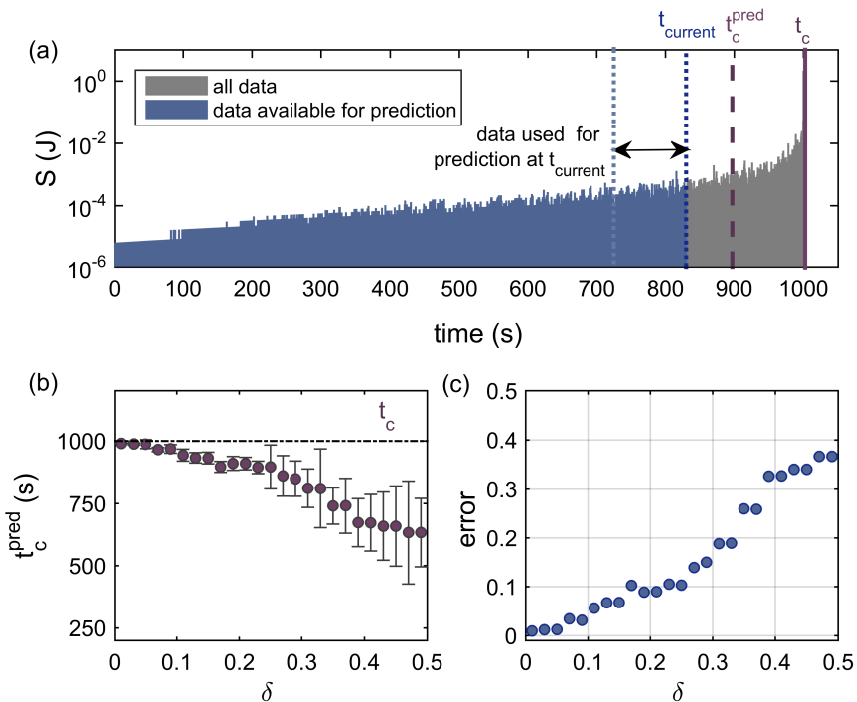 t_current t_c^pred t_c
(a)
all data
data available for prediction
data used for
prediction at t_current
S (J)
10^0
10^-2
10^-4
10^-6
0 100 200 300 400 500 600 700 800 900 1000
time (s)
(b)
t_c
t_c^pred (s)
1000
750
500
250
0 0.1 0.2 0.3 0.4 0.5
δ
(c)
error
0.5
0.4
0.3
0.2
0.1
0
0 0.1 0.2 0.3 0.4 0.5
δ